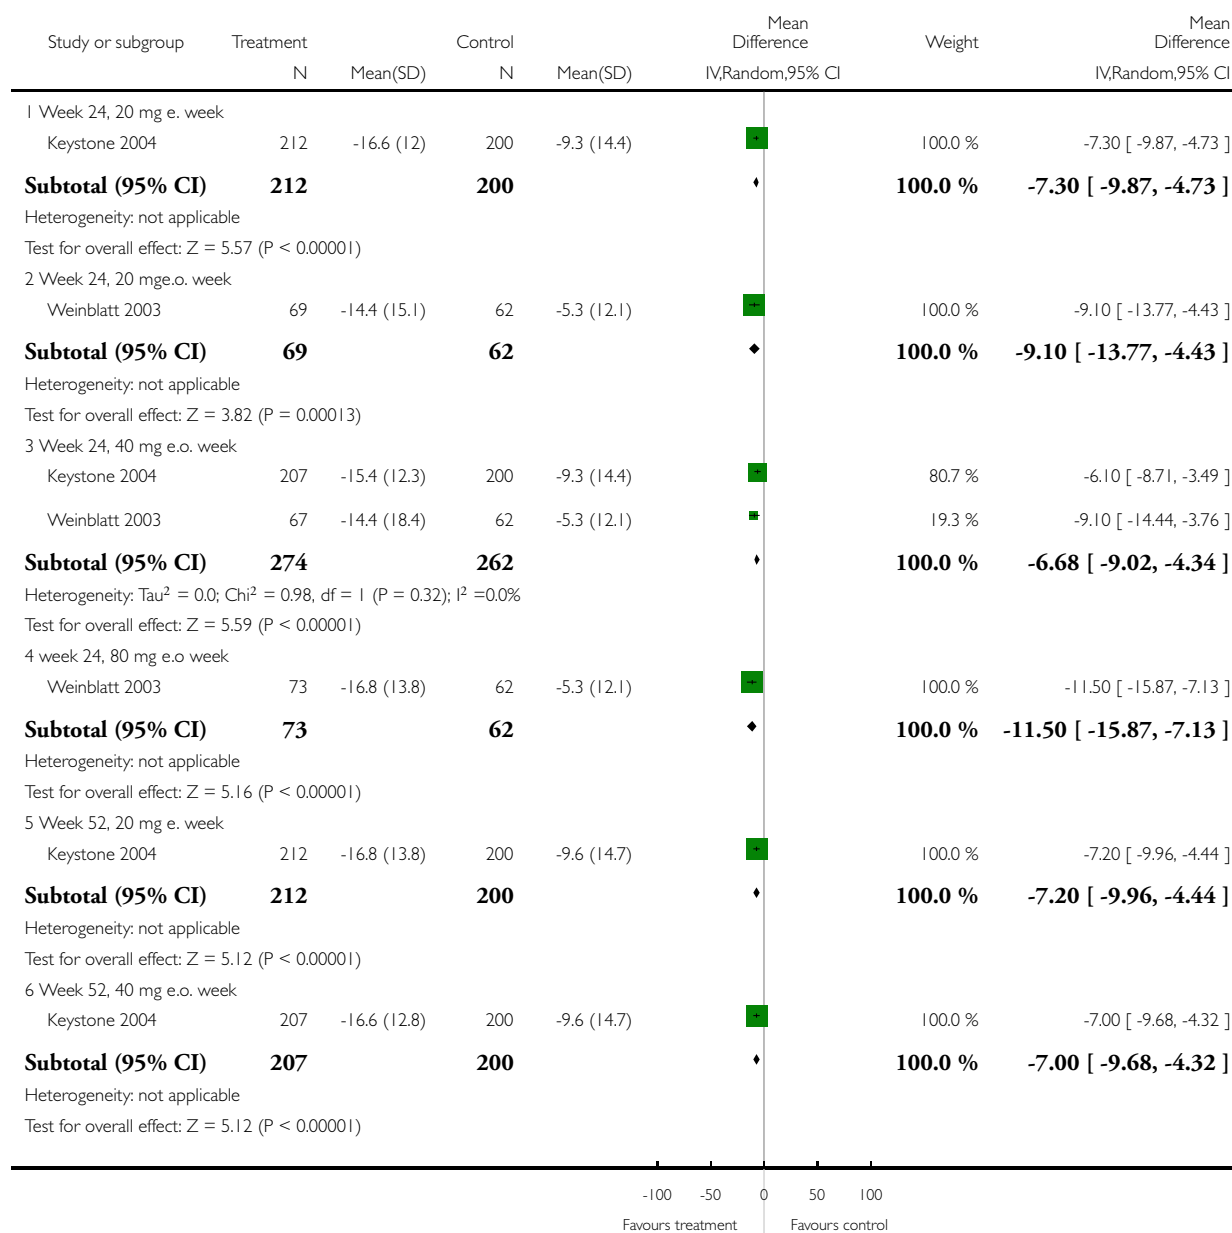 Mean Mean
Study or subgroup Treatment Control Difference Weight Difference
N Mean(SD) N Mean(SD) IV,Random,95% CI IV,Random,95% CI
1 Week 24, 20 mg e. week
Keystone 2004 212 -16.6 (12) 200 -9.3 (14.4) 100.0 % -7.30 [ -9.87, -4.73 ]
Subtotal (95% CI) 212 200 100.0 % -7.30 [ -9.87, -4.73 ]
Heterogeneity: not applicable
Test for overall effect: Z = 5.57 (P < 0.00001)
2 Week 24, 20 mge.o. week
Weinblatt 2003 69 -14.4 (15.1) 62 -5.3 (12.1) 100.0 % -9.10 [ -13.77, -4.43 ]
Subtotal (95% CI) 69 62 100.0 % -9.10 [ -13.77, -4.43 ]
Heterogeneity: not applicable
Test for overall effect: Z = 3.82 (P = 0.00013)
3 Week 24, 40 mg e.o. week
Keystone 2004 207 -15.4 (12.3) 200 -9.3 (14.4) 80.7 % -6.10 [ -8.71, -3.49 ]
Weinblatt 2003 67 -14.4 (18.4) 62 -5.3 (12.1) 19.3 % -9.10 [ -14.44, -3.76 ]
Subtotal (95% CI) 274 262 100.0 % -6.68 [ -9.02, -4.34 ]
Heterogeneity: Tau² = 0.0; Chi² = 0.98, df = 1 (P = 0.32); I² =0.0%
Test for overall effect: Z = 5.59 (P < 0.00001)
4 week 24, 80 mg e.o week
Weinblatt 2003 73 -16.8 (13.8) 62 -5.3 (12.1) 100.0 % -11.50 [ -15.87, -7.13 ]
Subtotal (95% CI) 73 62 100.0 % -11.50 [ -15.87, -7.13 ]
Heterogeneity: not applicable
Test for overall effect: Z = 5.16 (P < 0.00001)
5 Week 52, 20 mg e. week
Keystone 2004 212 -16.8 (13.8) 200 -9.6 (14.7) 100.0 % -7.20 [ -9.96, -4.44 ]
Subtotal (95% CI) 212 200 100.0 % -7.20 [ -9.96, -4.44 ]
Heterogeneity: not applicable
Test for overall effect: Z = 5.12 (P < 0.00001)
6 Week 52, 40 mg e.o. week
Keystone 2004 207 -16.6 (12.8) 200 -9.6 (14.7) 100.0 % -7.00 [ -9.68, -4.32 ]
Subtotal (95% CI) 207 200 100.0 % -7.00 [ -9.68, -4.32 ]
Heterogeneity: not applicable
Test for overall effect: Z = 5.12 (P < 0.00001)
-100 -50 0 50 100
Favours treatment Favours control